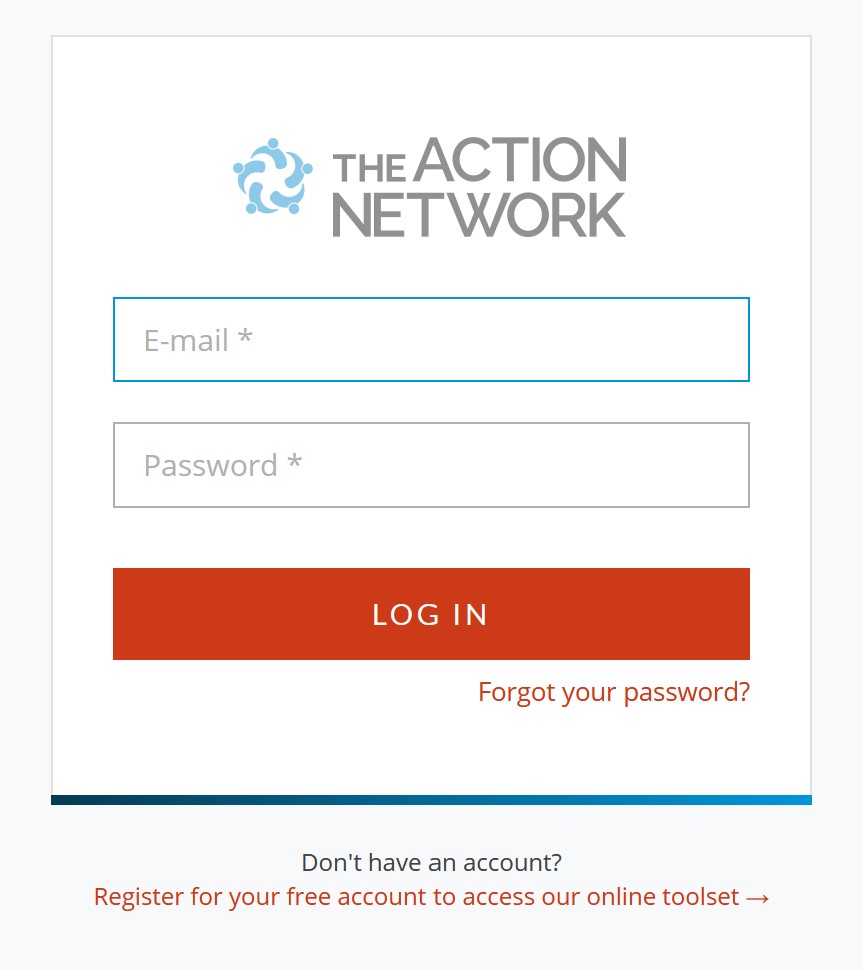 THE ACTION
NETWORK
E-mail *
Password *
LOG IN
Forgot your password?
Don't have an account?
Register for your free account to access our online toolset →